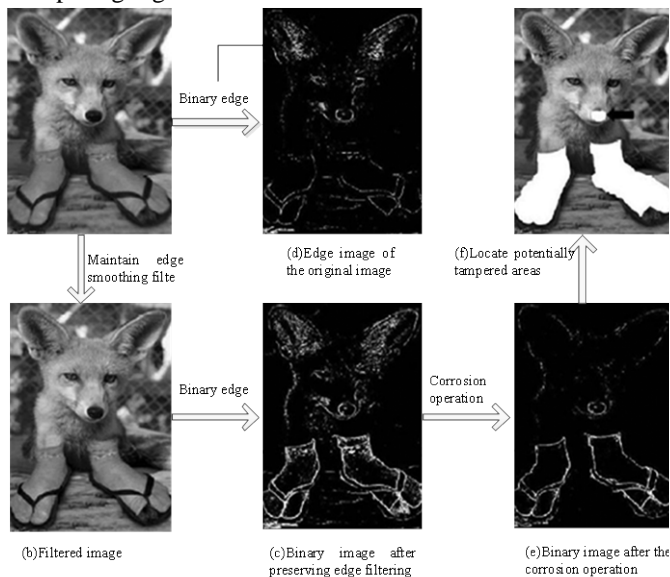 Binary edge
(d)Edge image of
the original image
(f)Locate potentially
tampered areas
Maintain edge
smoothing filte
Binary edge
Corrosion
operation
(b)Filtered image
(c)Binary image after
preserving edge filtering
(e)Binary image after the
corrosion operation